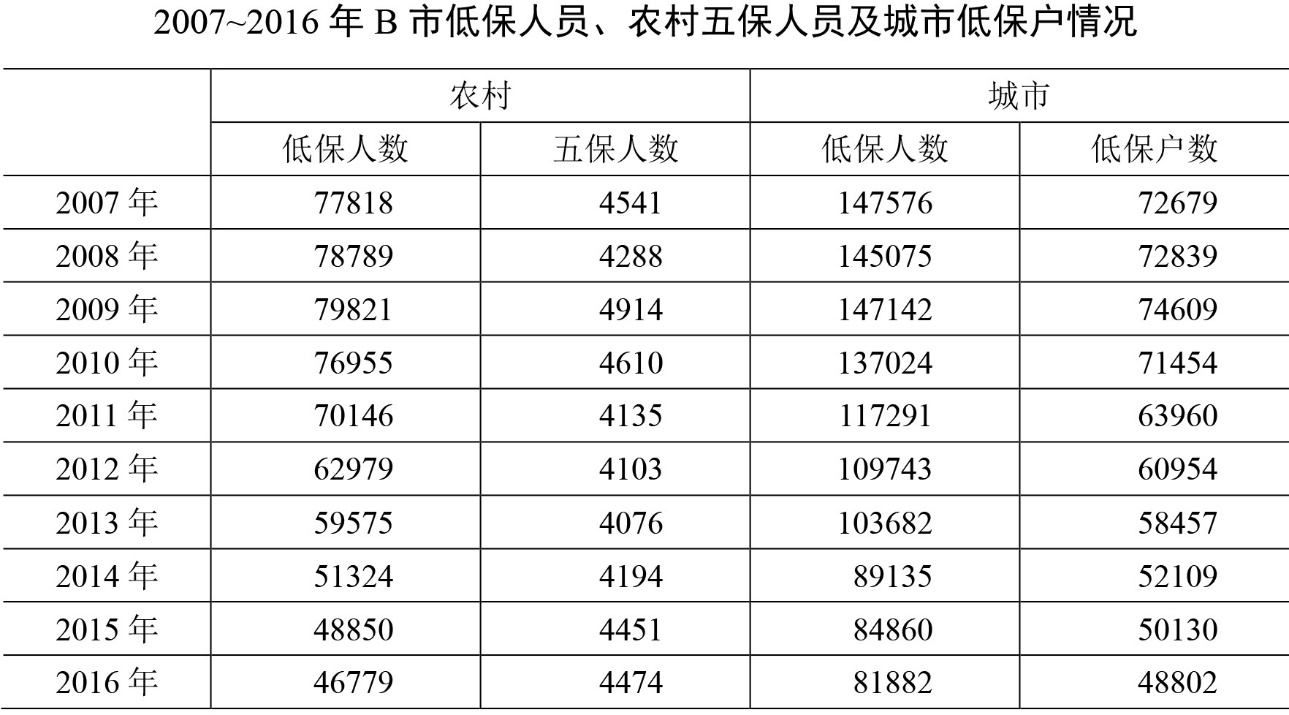 2007~2016 年 B 市低保人员、农村五保人员及城市低保户情况
农村 城市
低保人数 五保人数 低保人数 低保户数
2007 年 77818 4541 147576 72679
2008 年 78789 4288 145075 72839
2009 年 79821 4914 147142 74609
2010 年 76955 4610 137024 71454
2011 年 70146 4135 117291 63960
2012 年 62979 4103 109743 60954
2013 年 59575 4076 103682 58457
2014 年 51324 4194 89135 52109
2015 年 48850 4451 84860 50130
2016 年 46779 4474 81882 48802